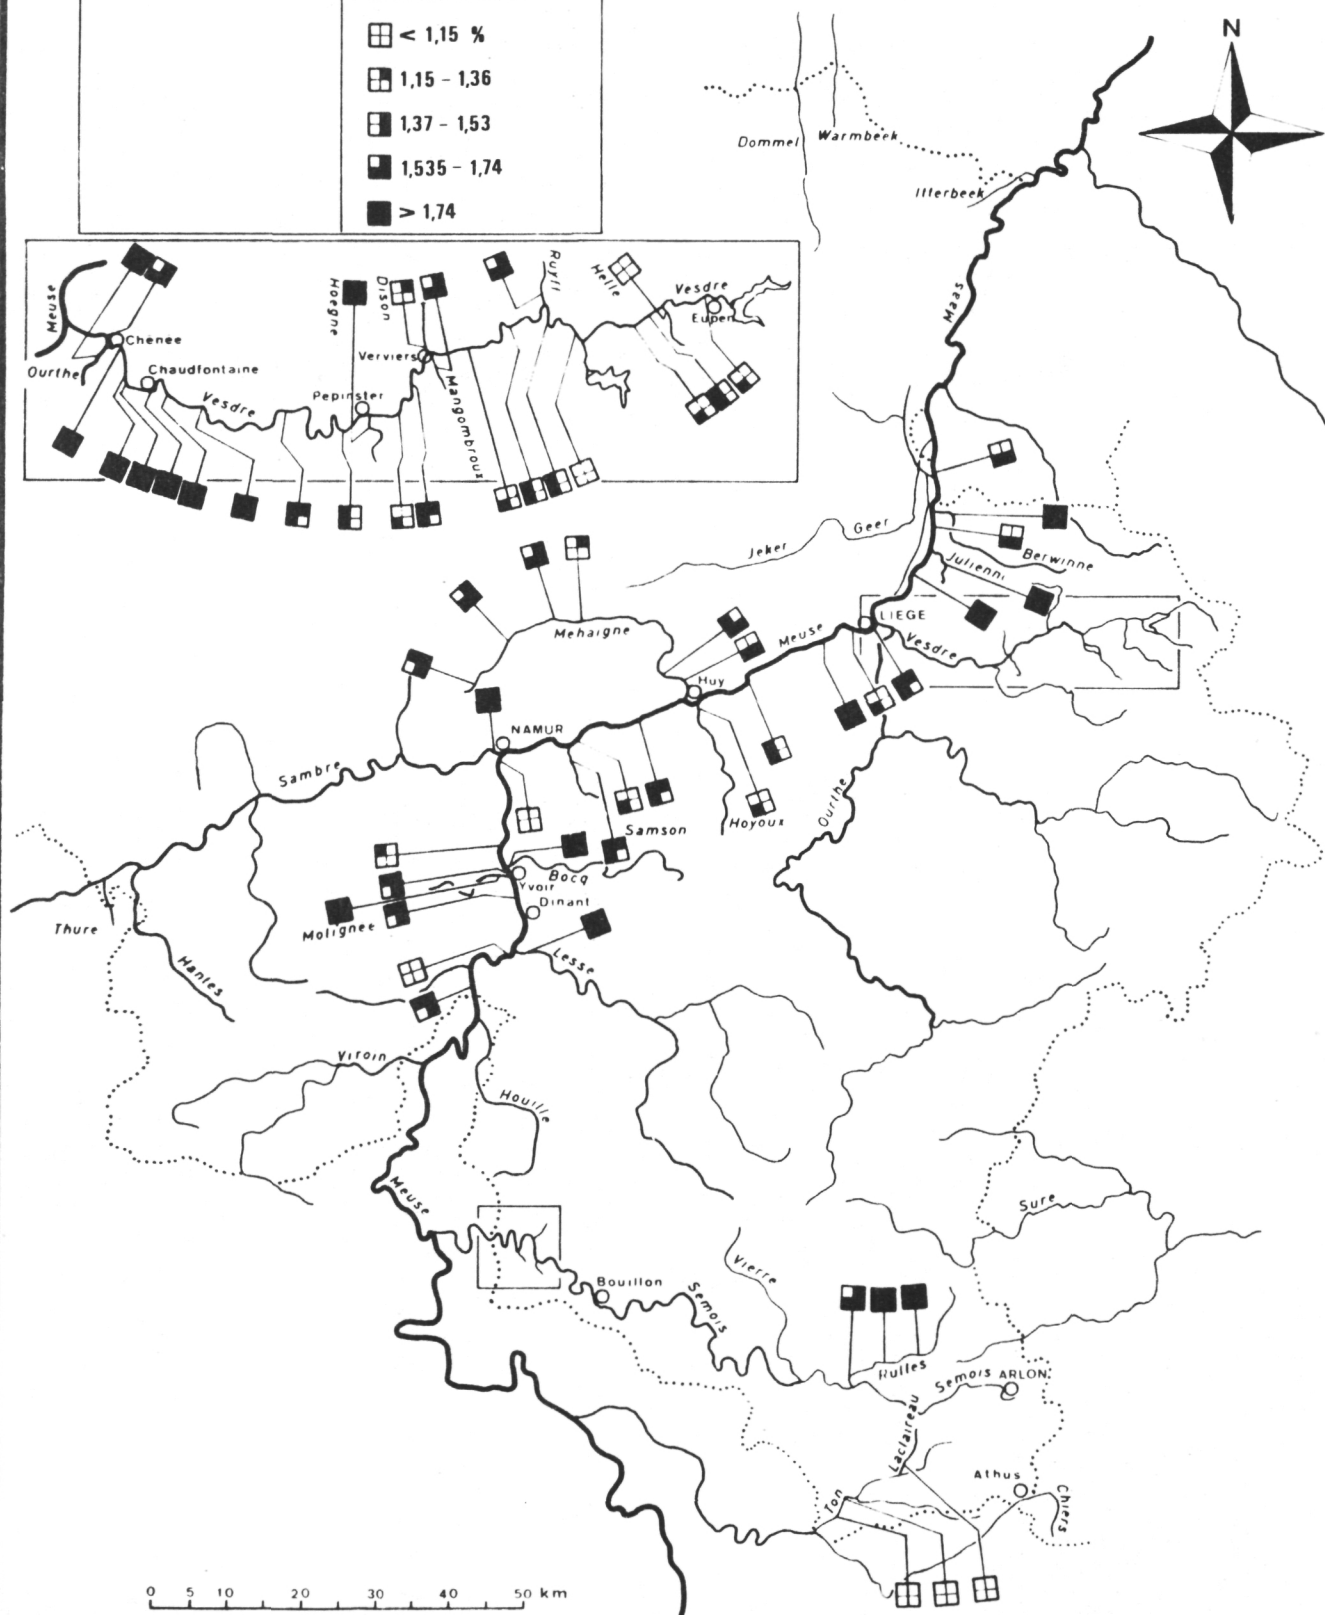 < 1,15 %
1,15 - 1,36
1,37 - 1,53
1,535 - 1,74
> 1,74
N
Dommel
Warmbeek
Itterbeek
Maas
Meuse
Ourthe
Chênee
Chaudfontaine
Vesdre
Pepinster
Hoegne
Dison
Verviers
Mangombroux
Ruyff
Helle
Vesdre
Eupen
Jeker
Geer
Berwinne
Julienni
LIEGE
Vesdre
Mehaigne
Meuse
Huy
NAMUR
Sambre
Samson
Hoyoux
Ourthe
Bocq
Yvoir
Dinant
Molignee
Lesse
Thure
Hantes
Viroin
Houille
Meuse
Sure
Vierre
Bouillon
Semois
Rulles
Semois
ARLON
Laclaireau
Athus
Ton
Chiers
0 5 10 20 30 40 50 km